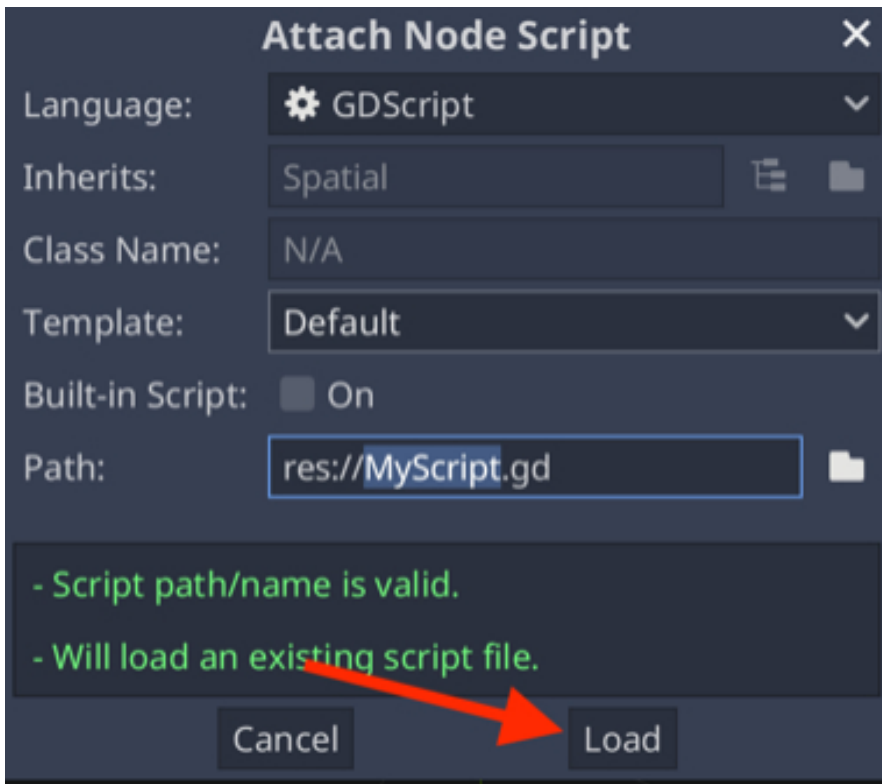 Attach Node Script
Language: GDScript
Inherits: Spatial
Class Name: N/A
Template: Default
Built-in Script: On
Path: res://MyScript.gd
- Script path/name is valid.
- Will load an existing script file.
Cancel Load